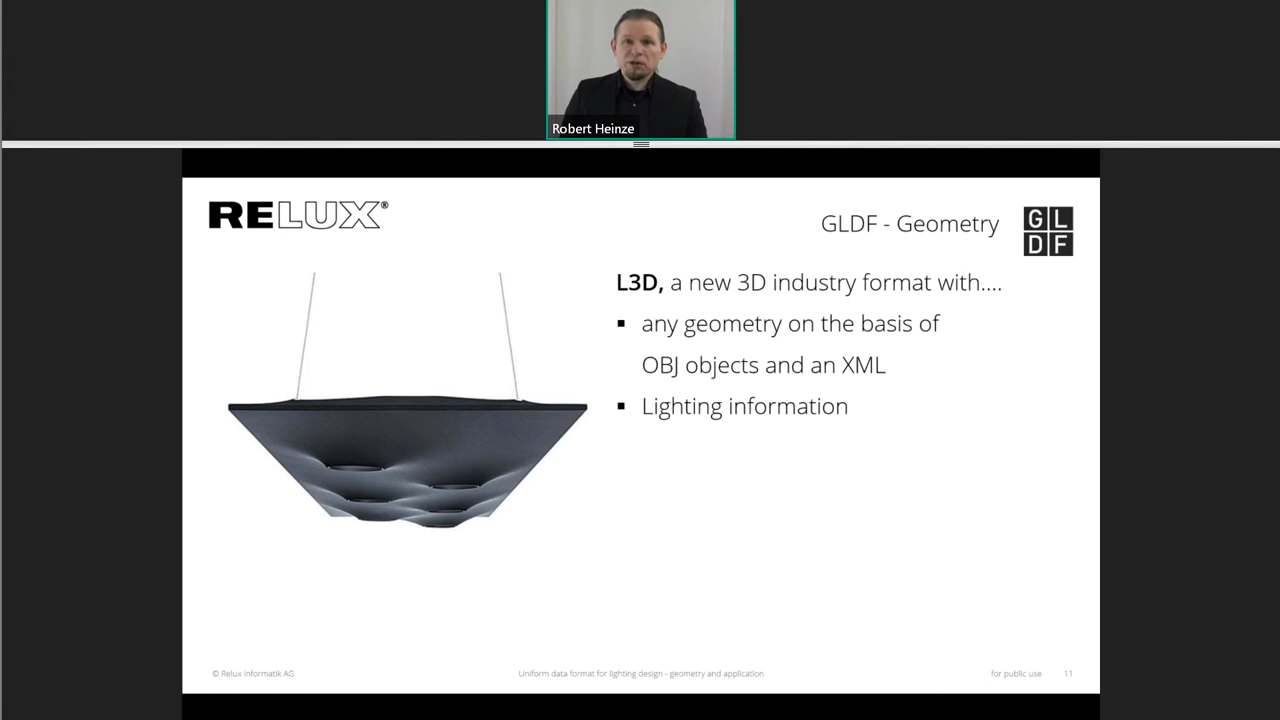 Robert Heinze
RELUX®
GLDF - Geometry
GL
DF
L3D, a new 3D industry format with....
▪ any geometry on the basis of
OBJ objects and an XML
▪ Lighting information
© Relux Informatik AG
Uniform data format for lighting design - geometry and application
for public use
11